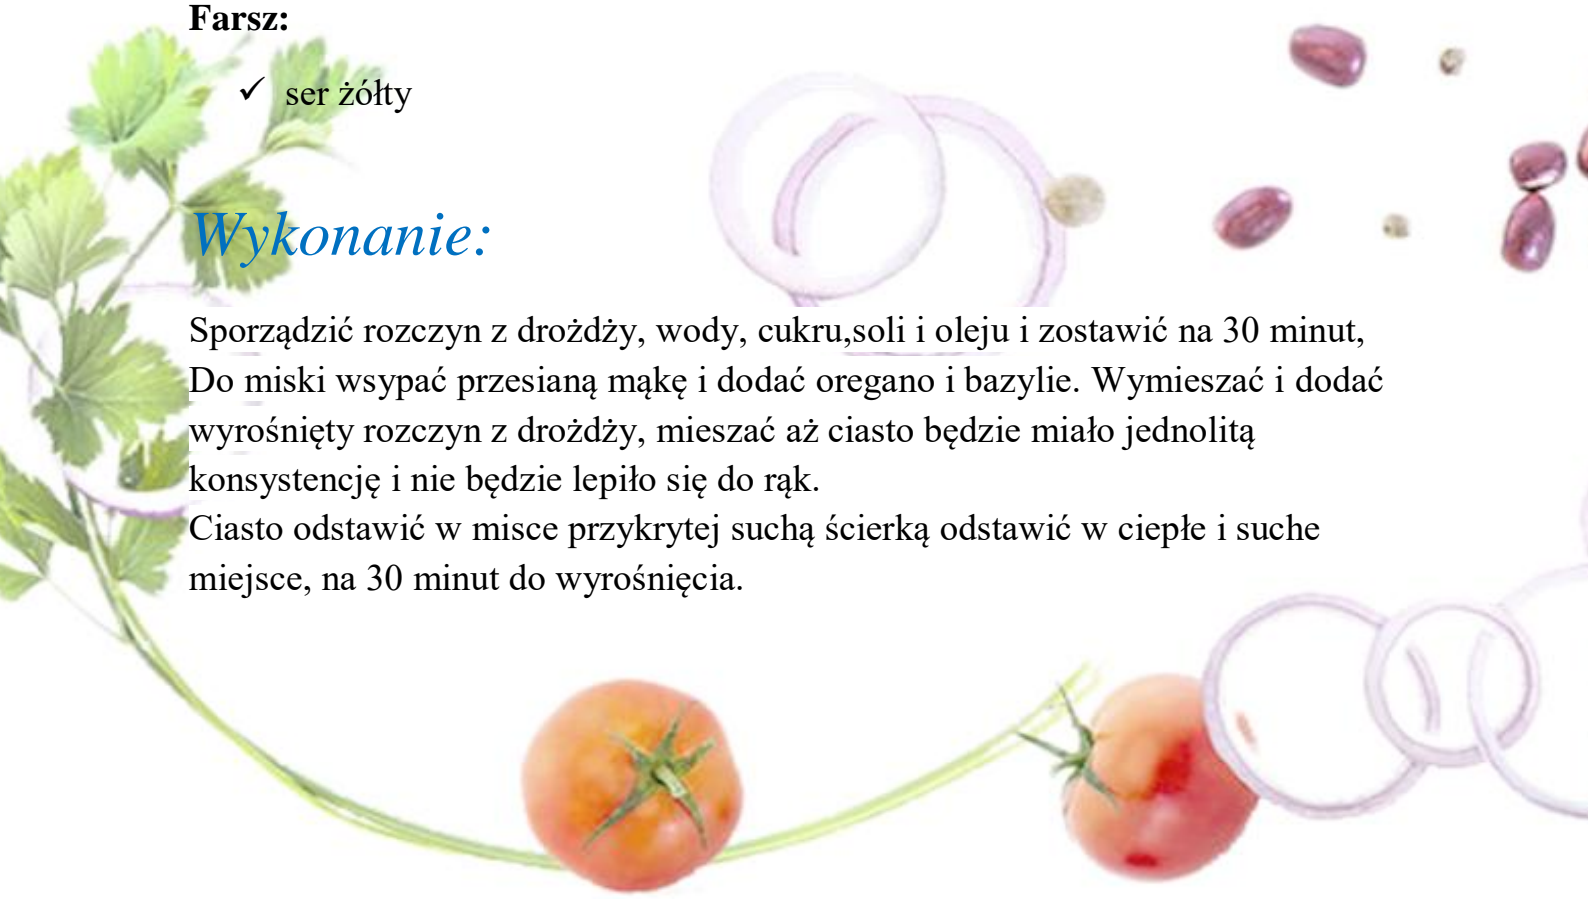 Farsz:
✓ ser żółty
Wykonanie:
Sporządzić rozczyn z drożdży, wody, cukru,soli i oleju i zostawić na 30 minut,
Do miski wsypać przesianą mąkę i dodać oregano i bazylie. Wymieszać i dodać
wyrośnięty rozczyn z drożdży, mieszać aż ciasto będzie miało jednolitą
konsystencję i nie będzie lepiło się do rąk.
Ciasto odstawić w misce przykrytej suchą ścierką odstawić w ciepłe i suche
miejsce, na 30 minut do wyrośnięcia.